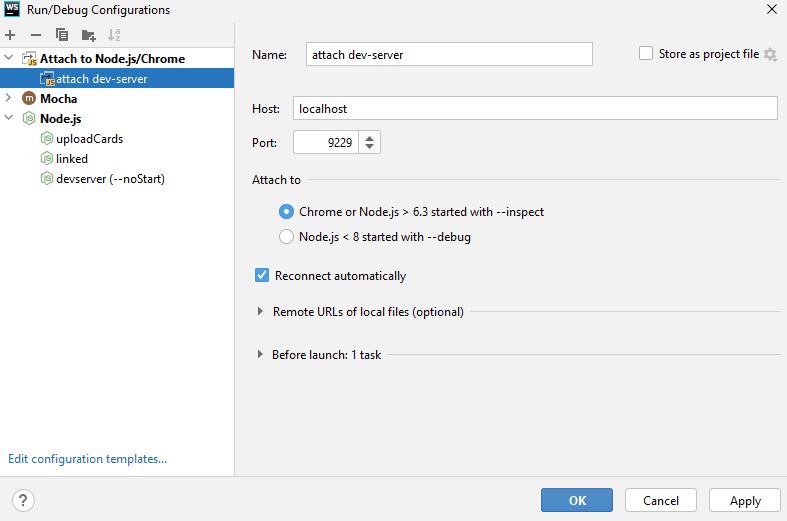 WS Run/Debug Configurations
Attach to Node.js/Chrome
attach dev-server
m Mocha
Node.js
uploadCards
linked
devserver (--noStart)
Edit configuration templates...
Name: attach dev-server
Store as project file
Host: localhost
Port: 9229
Attach to
Chrome or Node.js > 6.3 started with --inspect
Node.js < 8 started with --debug
Reconnect automatically
Remote URLs of local files (optional)
Before launch: 1 task
?
OK
Cancel
Apply